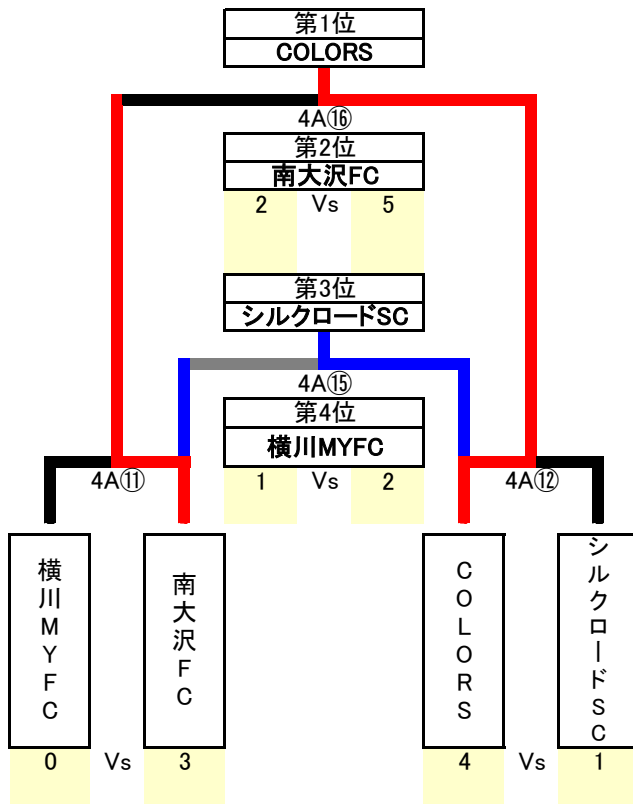 第1位
COLORS
4A⑯
第2位
南大沢FC
2 Vs 5
第3位
シルクロードSC
4A⑮
第4位
横川MYFC
1 Vs 2
4A⑪
4A⑫
横川MYFC
南大沢FC
COLORS
シルクロードSC
0 Vs 3
4 Vs 1